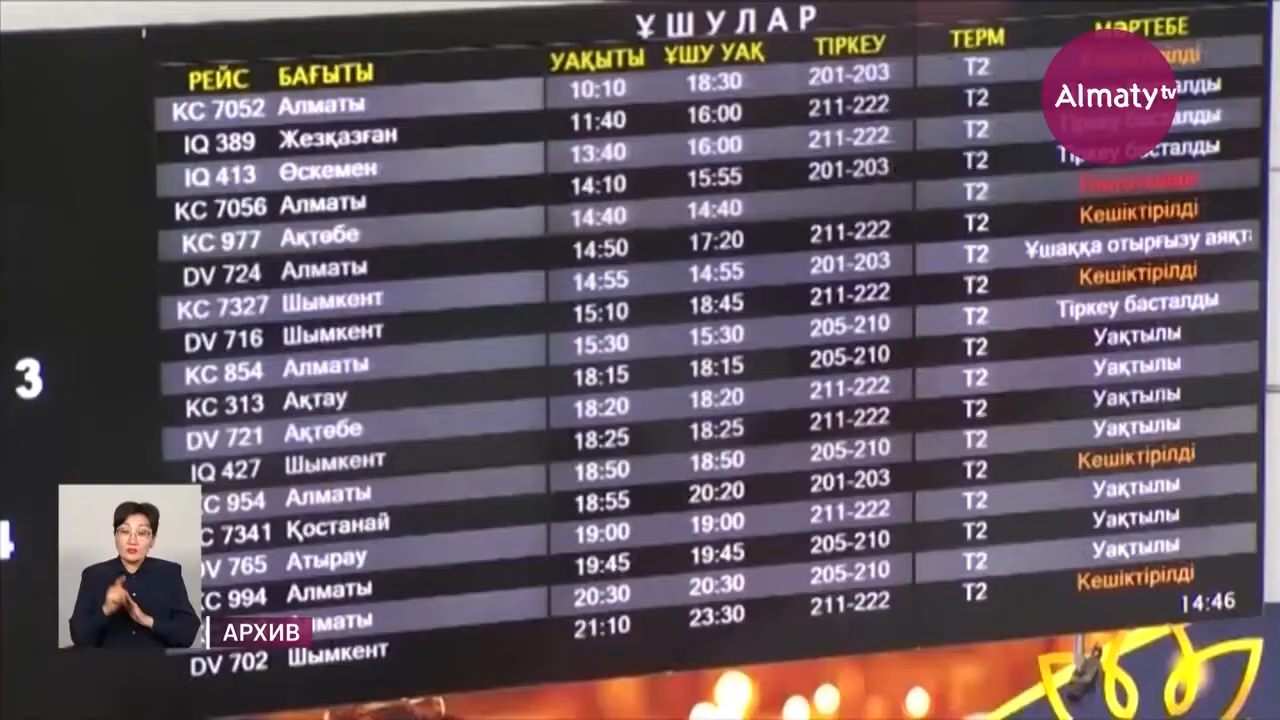 ҰШУЛАР
РЕЙС БАҒЫТЫ УАҚЫТЫ ҰШУ УАҚ ТІРКЕУ ТЕРМ МӘРТЕБЕ
KC 7052 Алматы 10:10 18:30 201-203 T2
IQ 389 Жезқазған 11:40 16:00 211-222 T2
IQ 413 Өскемен 13:40 16:00 211-222 T2 Тіркеу басталды
KC 7056 Алматы 14:10 15:55 201-203 T2 Тіркеу басталды
KC 977 Ақтөбе 14:40 14:40 T2
DV 724 Алматы 14:50 17:20 211-222 T2 Кешіктірілді
KC 7327 Шымкент 14:55 14:55 201-203 T2 Ұшаққа отырғызу аяқт
DV 716 Шымкент 15:10 18:45 211-222 T2 Кешіктірілді
KC 854 Алматы 15:30 15:30 205-210 T2 Тіркеу басталды
KC 313 Ақтау 18:15 18:15 205-210 T2 Уақтылы
DV 721 Ақтөбе 18:20 18:20 211-222 T2 Уақтылы
IQ 427 Шымкент 18:25 18:25 211-222 T2 Уақтылы
KC 954 Алматы 18:50 18:50 205-210 T2 Уақтылы
C 7341 Қостанай 18:55 20:20 201-203 T2 Кешіктірілді
V 765 Атырау 19:00 19:00 211-222 T2 Уақтылы
C 994 Алматы 19:45 19:45 205-210 T2 Уақтылы
лматы 20:30 20:30 205-210 T2 Уақтылы
DV 702 Шымкент 21:10 23:30 211-222 T2 Кешіктірілді
14:46
3
4
Almaty tv
АРХИВ